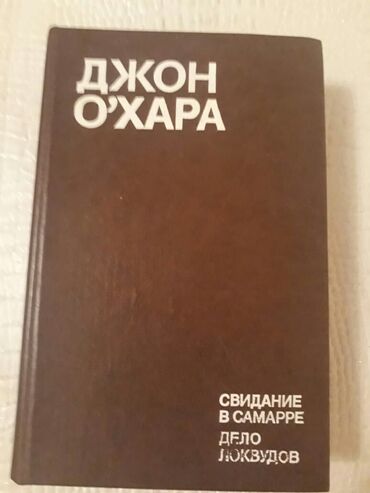 ДЖОН
О'ХАРА
СВИДАНИЕ
В САМАРРЕ
ДЕЛО
ЛОКВУДОВ